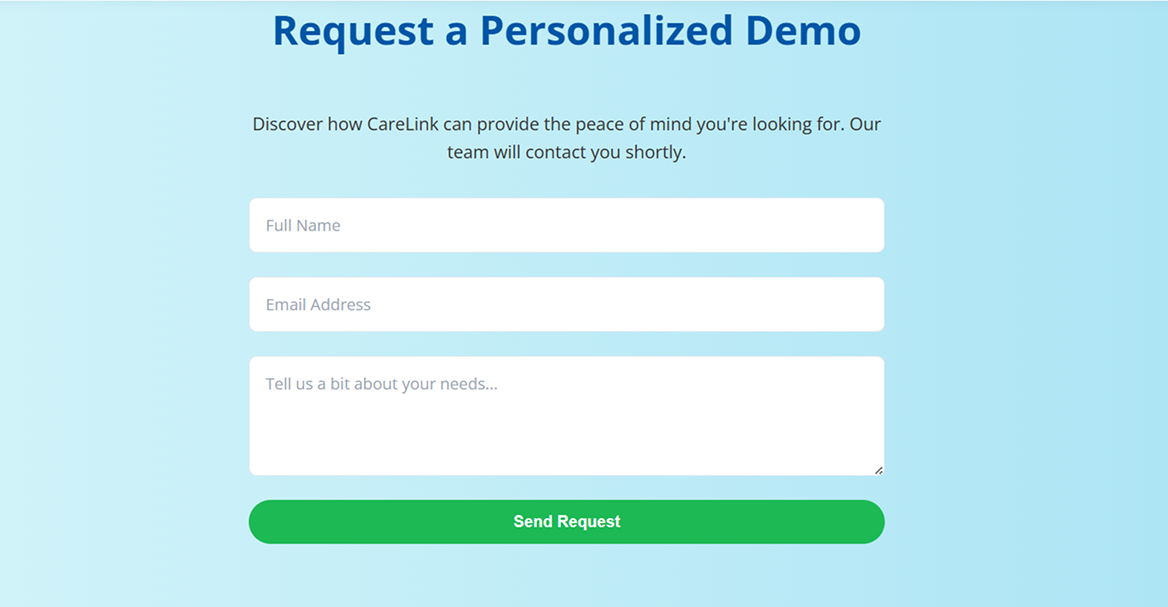 Request a Personalized Demo
Discover how CareLink can provide the peace of mind you're looking for. Our
team will contact you shortly.
Full Name
Email Address
Tell us a bit about your needs...
Send Request